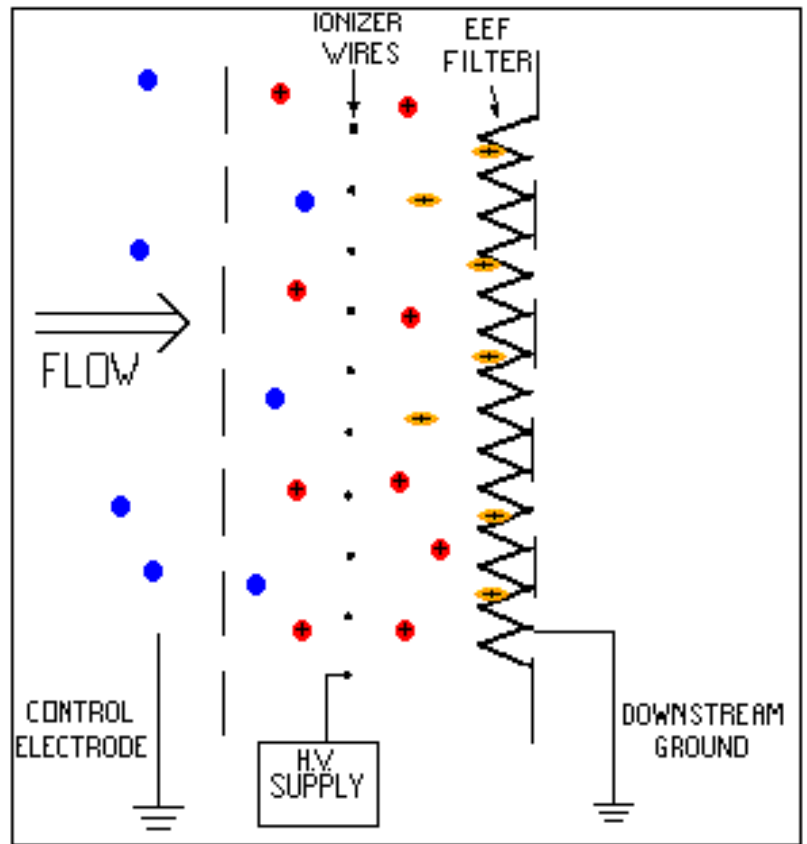 IONIZER
WIRES
EEF
FILTER
FLOW
CONTROL
ELECTRODE
H.V.
SUPPLY
DOWNSTREAM
GROUND